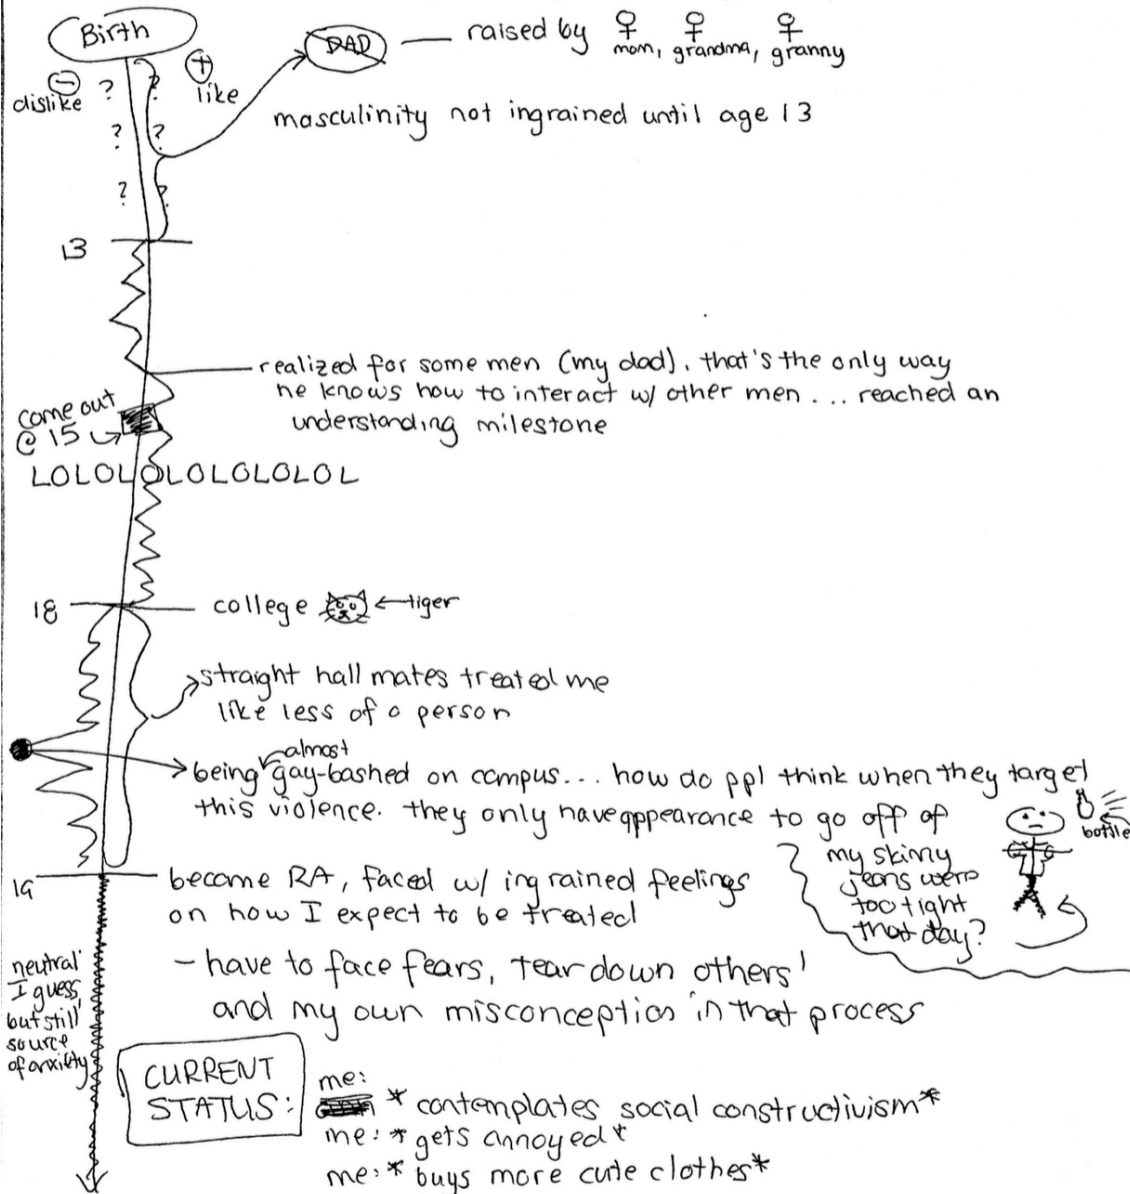 Birth
DAD — raised by ♀ ♀ ♀
mom, grandma, granny
⊖ ⊕
dislike like
? ?
? ?
? ?
masculinity not ingrained until age 13
13
realized for some men (my dad), that's the only way
he knows how to interact w/ other men . . . reached an
understanding milestone
come out
@ 15
LOLOLOLOLOLOLOL
18
college
tiger
straight hall mates treated me
like less of a person
almost
being gay-bashed on campus... how do ppl think when they target
this violence. they only have appearance to go off of
my skinny
jeans were
too tight
that day?
bottle
19
became RA, faced w/ ingrained feelings
on how I expect to be treated
- have to face fears, tear down others'
and my own misconception in that process
neutral
I guess,
but still
source
of anxiety
CURRENT
STATUS:
me:
* contemplates social constructivism*
me: * gets annoyed*
me: * buys more cute clothes*